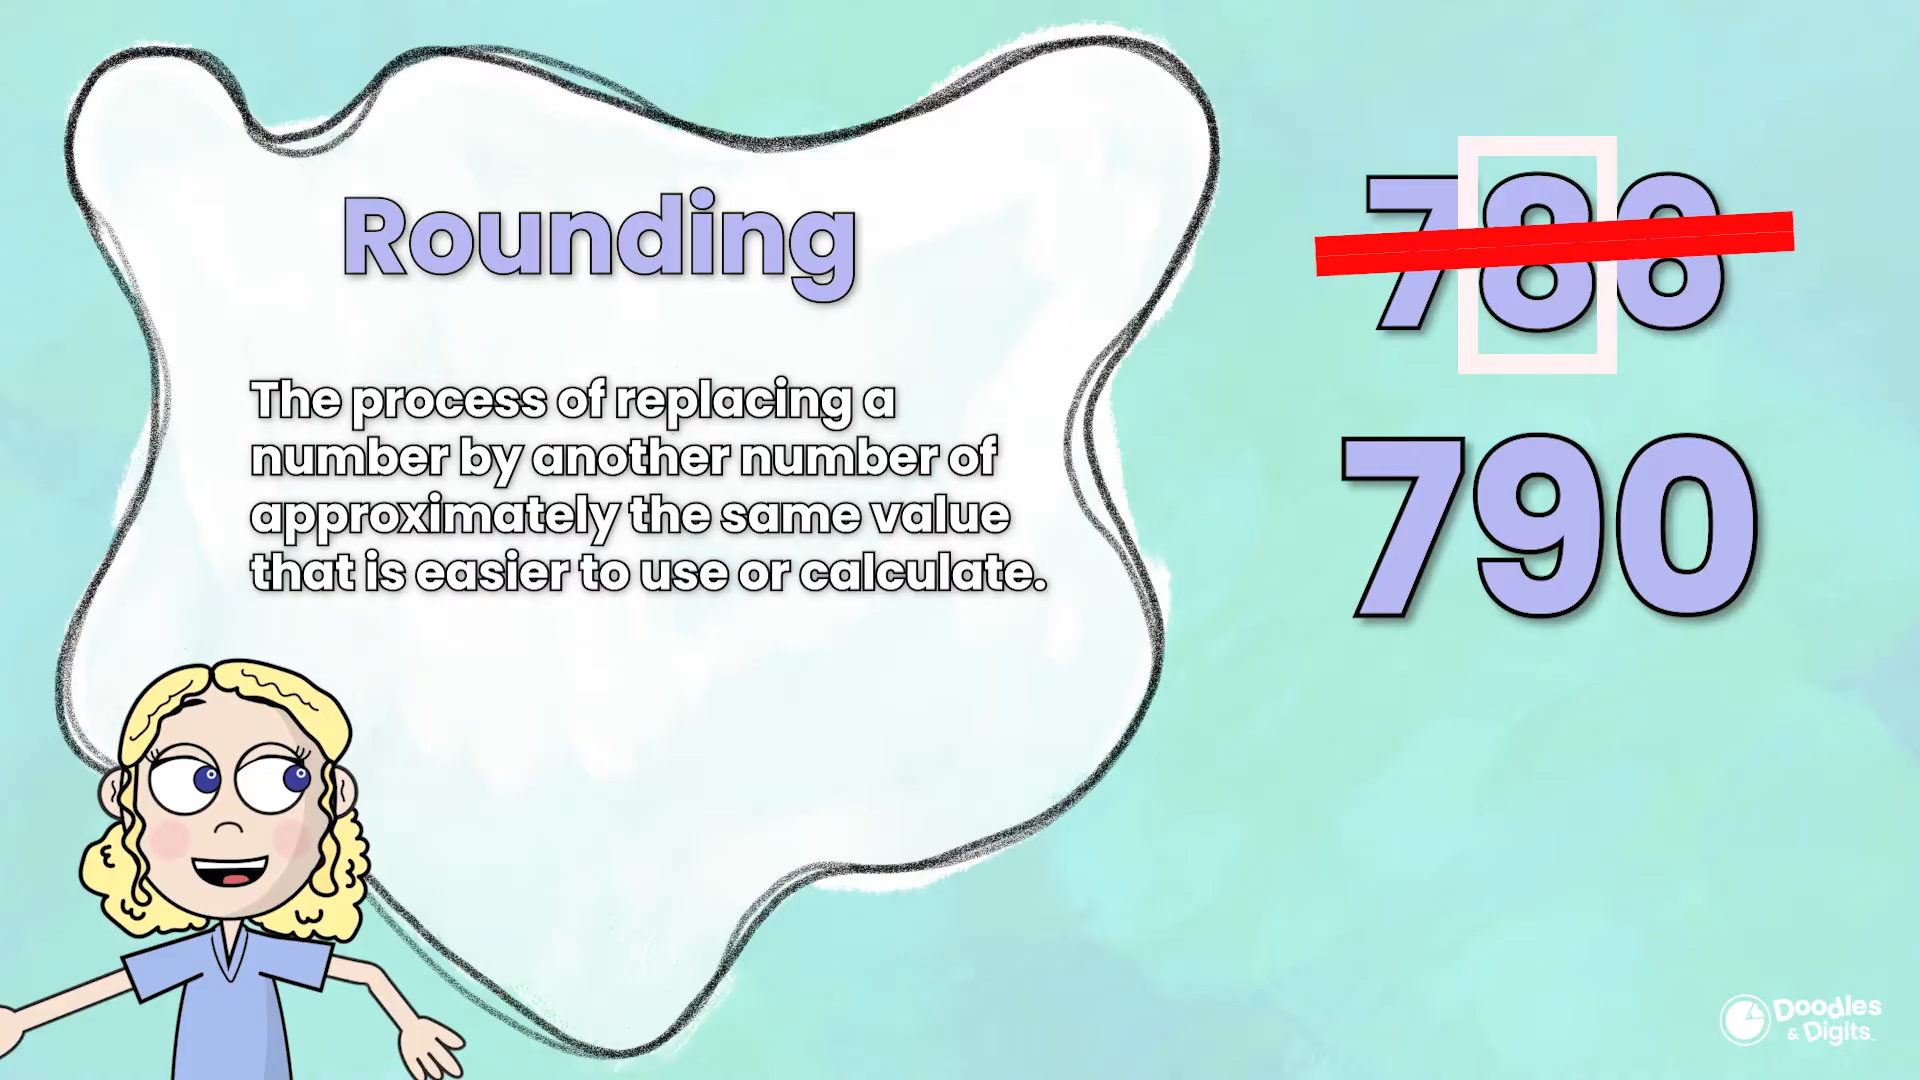 Rounding
The process of replacing a
number by another number of
approximately the same value
that is easier to use or calculate.
788
790
Doodles
& Digits